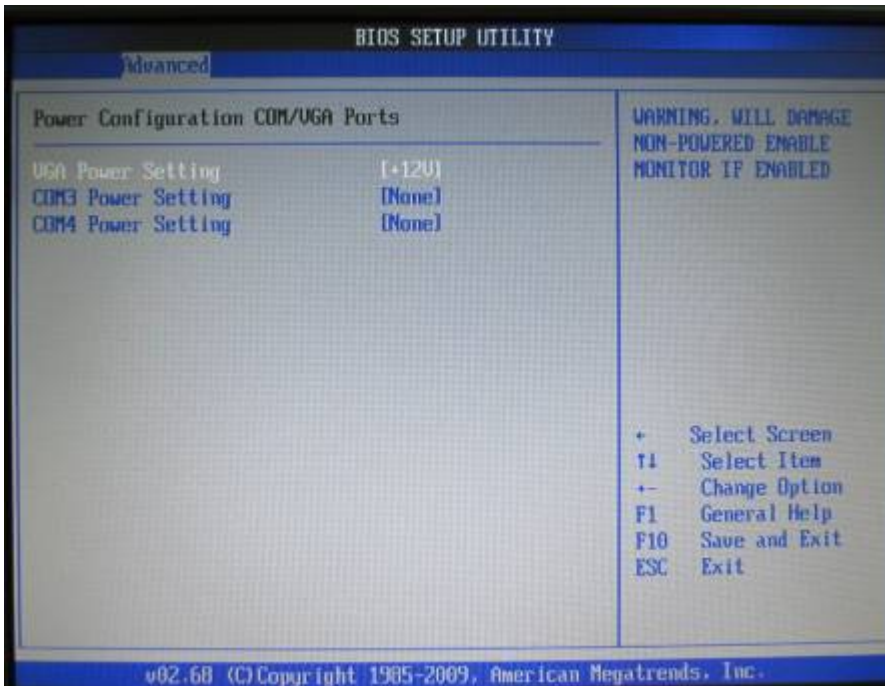 BIOS SETUP UTILITY
Advanced
Power Configuration COM/VGA Ports
VGA Power Setting [+12V]
COM3 Power Setting [None]
COM4 Power Setting [None]
WARNING, WILL DAMAGE
NON-POWERED ENABLE
MONITOR IF ENABLED
← Select Screen
↑↓ Select Item
+- Change Option
F1 General Help
F10 Save and Exit
ESC Exit
v02.68 (C)Copyright 1985-2009, American Megatrends, Inc.